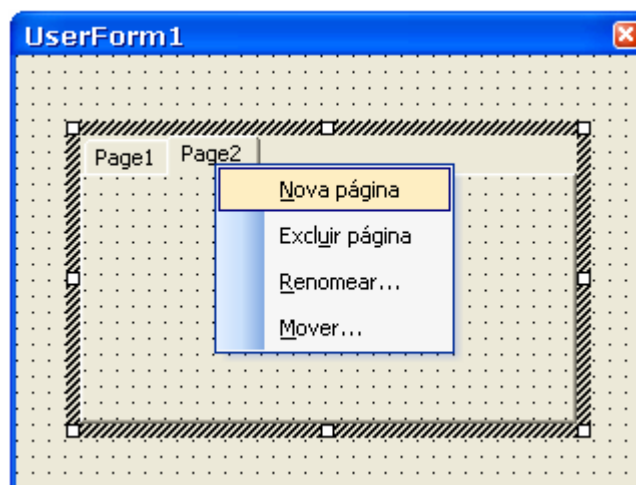 UserForm1
Page1 Page2
Nova página
Excluir página
Renomear...
Mover...